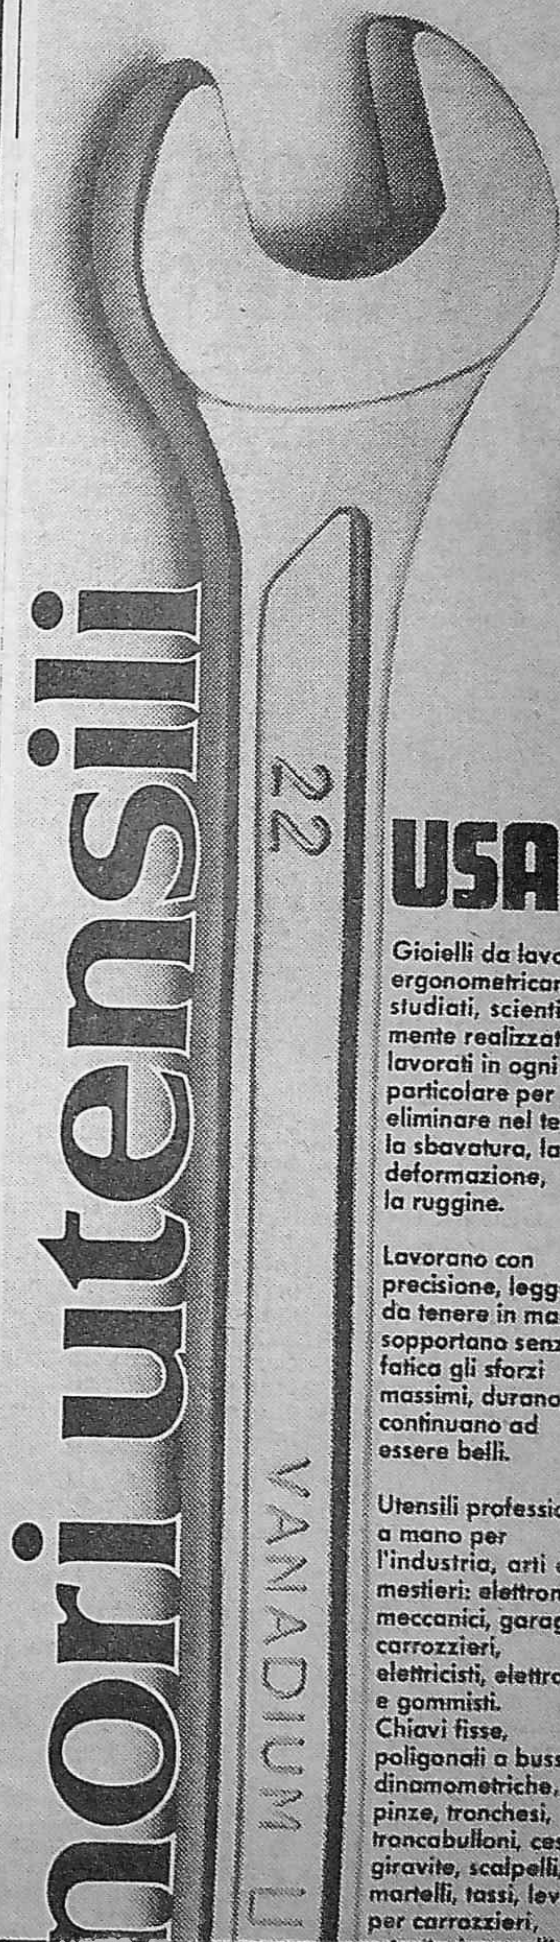 nori utensili
22
VANADIUM U
USA
Gioielli da lavo
ergonometrican
studiati, scienti
mente realizzat
lavorati in ogni
particolare per
eliminare nel te
la sbavatura, la
deformazione,
la ruggine.
Lavorano con
precisione, legg
da tenere in ma
sopportano senz
fatica gli sforzi
massimi, durano
continuano ad
essere belli.
Utensili professio
a mano per
l'industria, arti e
mestieri: elettron
meccanici, garag
carrozzieri,
elettricisti, elettra
e gommisti.
Chiavi fisse,
poligonali a buss
dinamometriche,
pinze, tronchesi,
troncabulloni, ces
giravite, scalpelli,
martelli, tassi, lev
per carrozzieri,